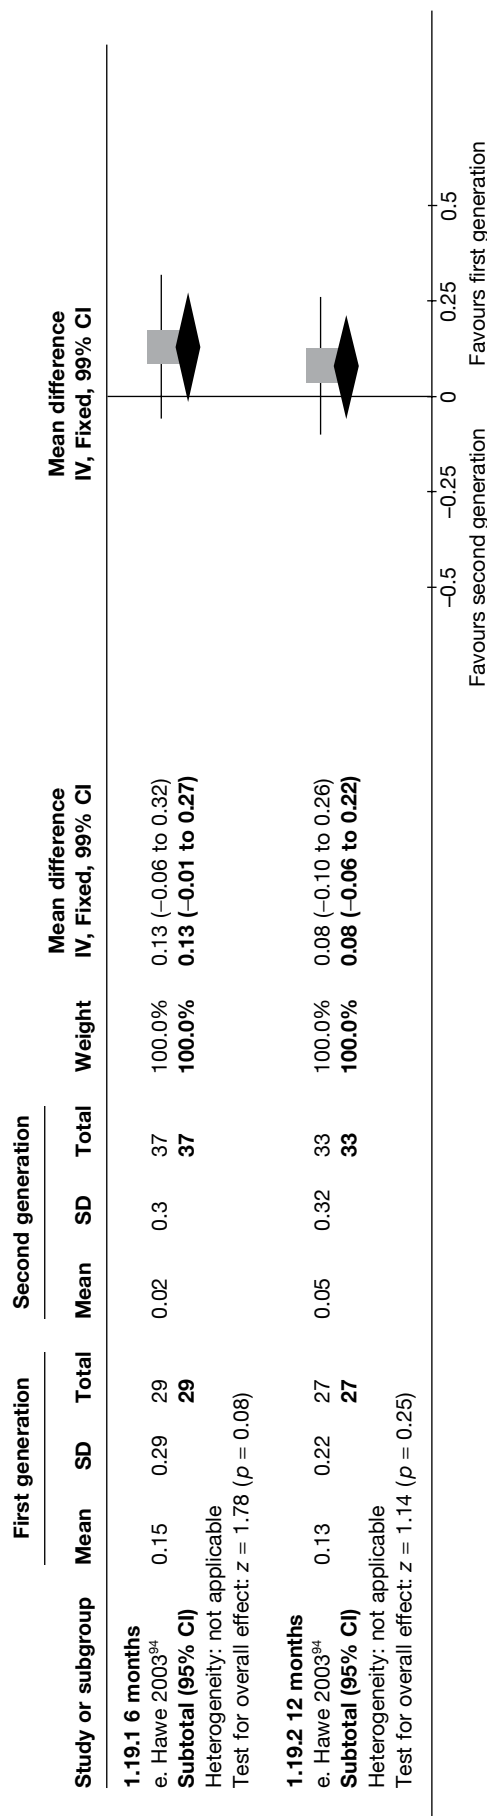 First generation Second generation Mean difference Mean difference
Study or subgroup Mean SD Total Mean SD Total Weight IV, Fixed, 99% CI IV, Fixed, 99% CI
1.19.1 6 months
e. Hawe 2003⁹⁴ 0.15 0.29 29 0.02 0.3 37 100.0% 0.13 (−0.06 to 0.32)
Subtotal (95% CI) 29 37 100.0% 0.13 (−0.01 to 0.27)
Heterogeneity: not applicable
Test for overall effect: z = 1.78 (p = 0.08)
1.19.2 12 months
e. Hawe 2003⁹⁴ 0.13 0.22 27 0.05 0.32 33 100.0% 0.08 (−0.10 to 0.26)
Subtotal (95% CI) 27 33 100.0% 0.08 (−0.06 to 0.22)
Heterogeneity: not applicable
Test for overall effect: z = 1.14 (p = 0.25)
−0.5 −0.25 0 0.25 0.5
Favours second generation Favours first generation